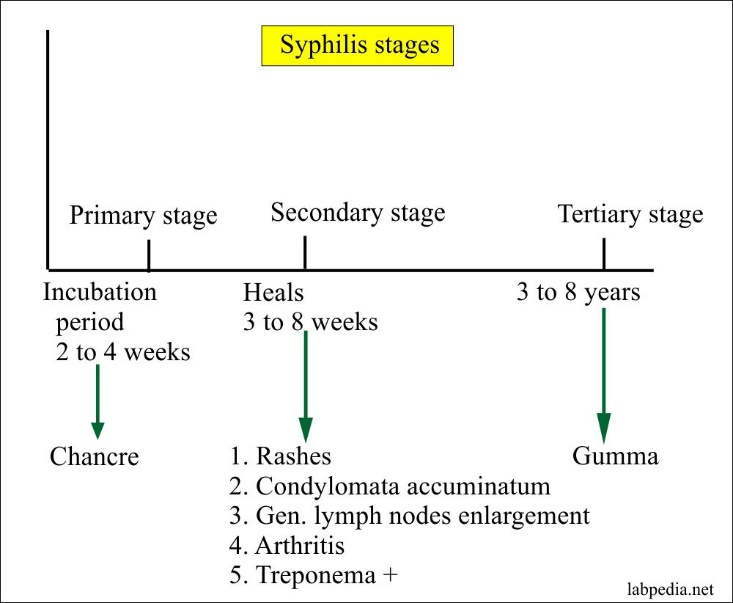 Syphilis stages
Primary stage
Secondary stage
Tertiary stage
Incubation
period
2 to 4 weeks
Heals
3 to 8 weeks
3 to 8 years
Chancre
1. Rashes
2. Condylomata accuminatum
3. Gen. lymph nodes enlargement
4. Arthritis
5. Treponema +
Gumma
labpedia.net